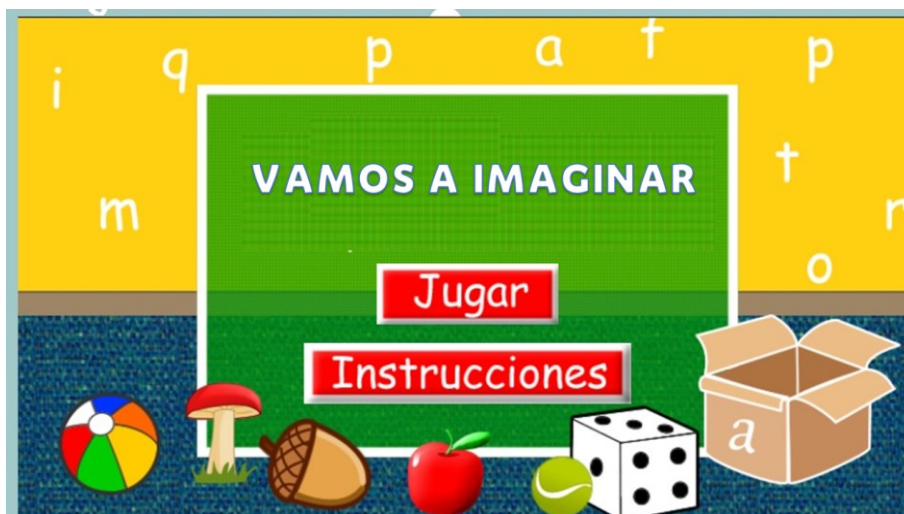 i q p a t p
VAMOS A IMAGINAR
t
m
o
Jugar
Instrucciones
a